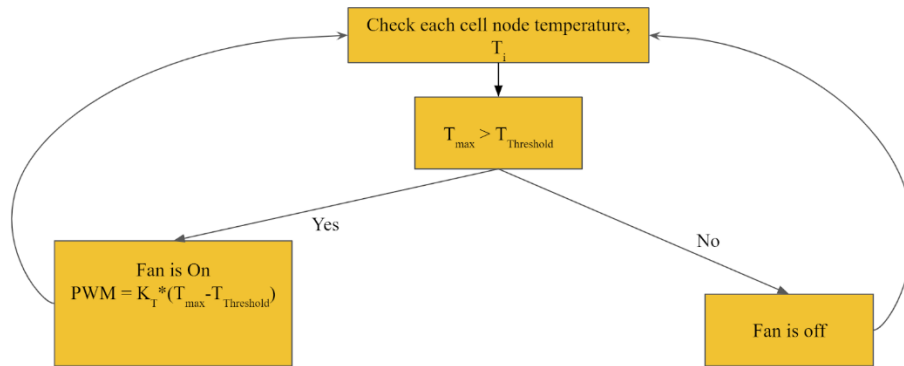 Check each cell node temperature,
T_i
T_max > T_Threshold
Yes
No
Fan is On
PWM = K_T*(T_max-T_Threshold)
Fan is off